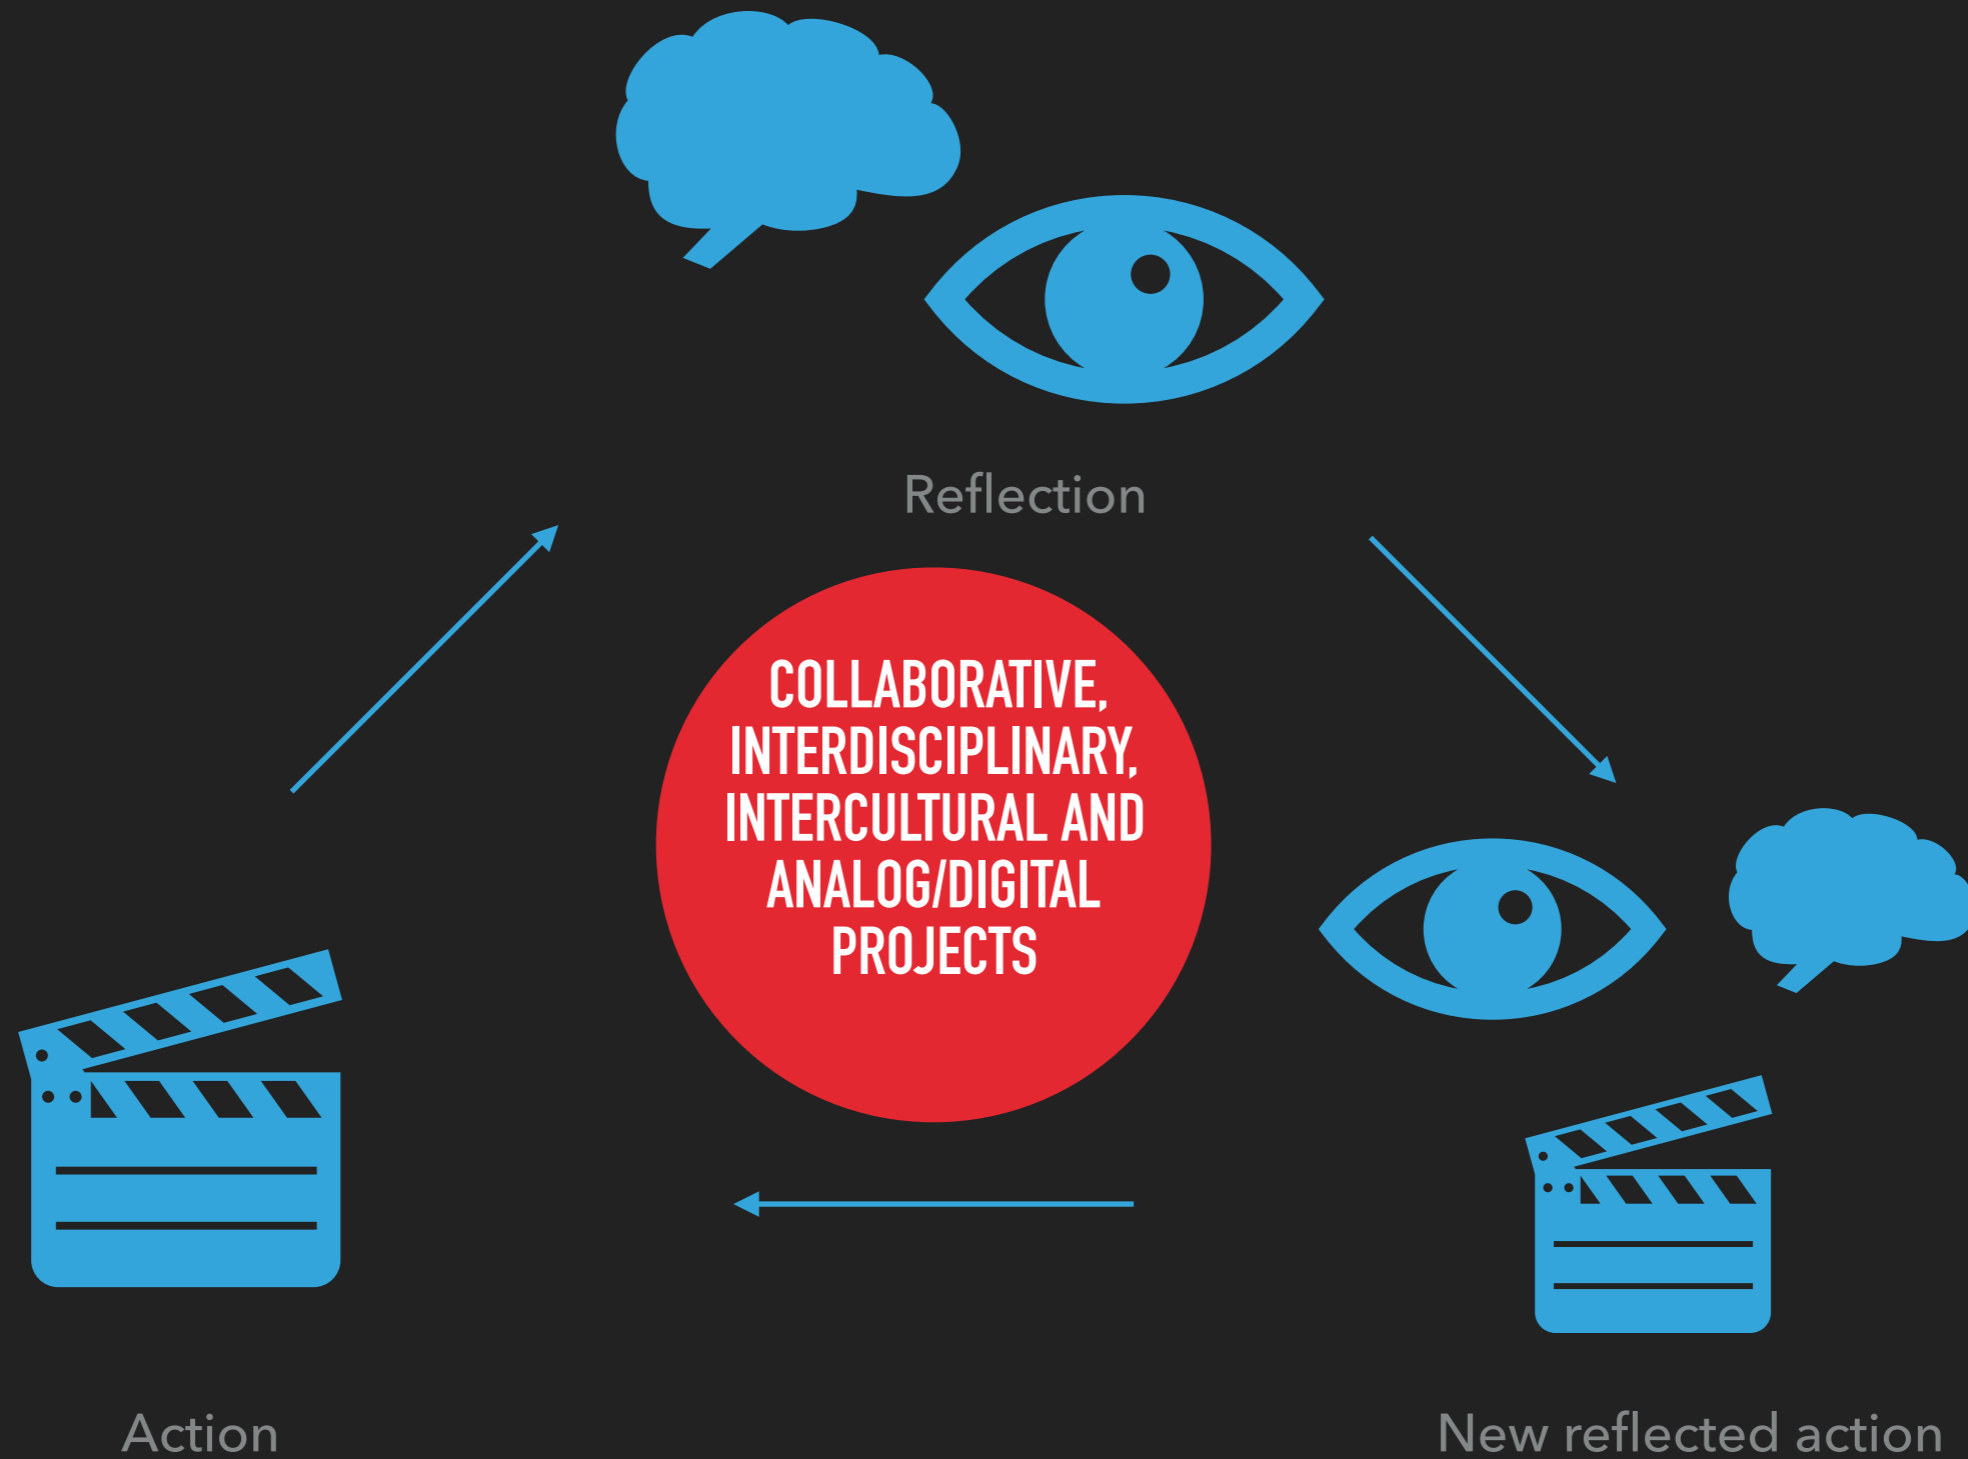 Reflection
COLLABORATIVE,
INTERDISCIPLINARY,
INTERCULTURAL AND
ANALOG/DIGITAL
PROJECTS
Action
New reflected action